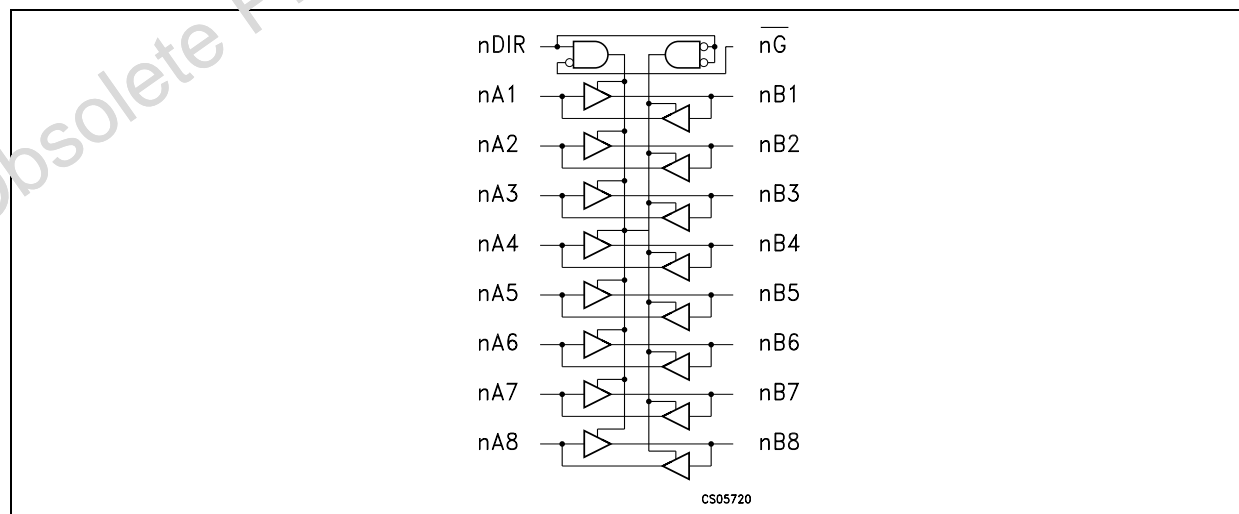 obsolete P
nDIR nG
nA1 nB1
nA2 nB2
nA3 nB3
nA4 nB4
nA5 nB5
nA6 nB6
nA7 nB7
nA8 nB8
CS05720